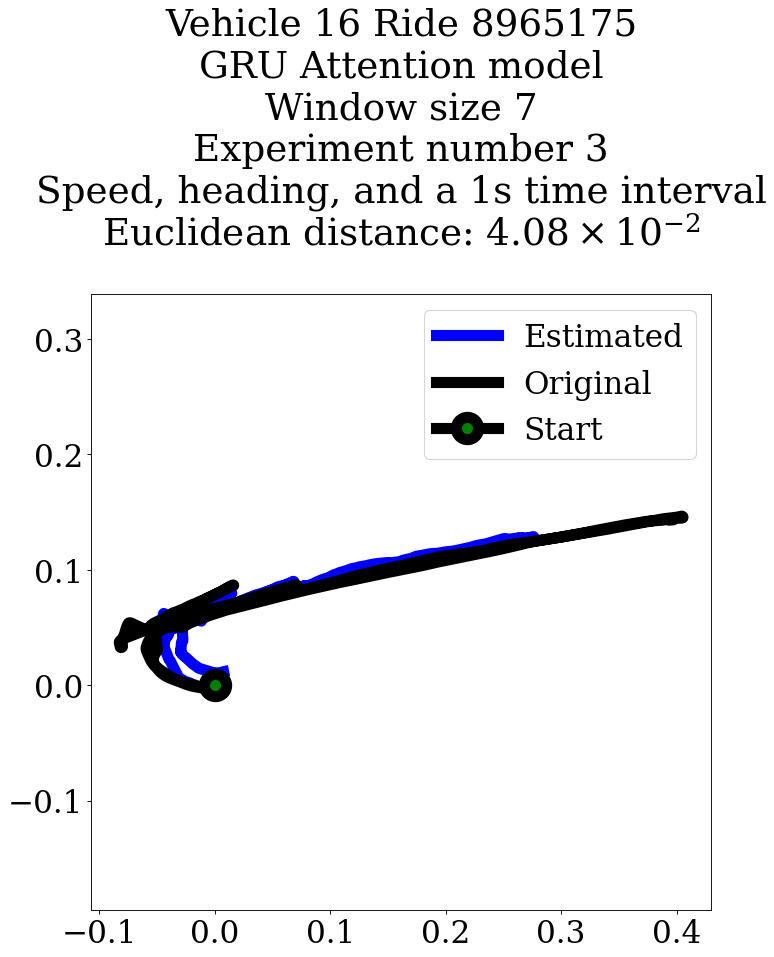 Vehicle 16 Ride 8965175
GRU Attention model
Window size 7
Experiment number 3
Speed, heading, and a 1s time interval
Euclidean distance: 4.08 × 10⁻²
Estimated
Original
Start
0.3
0.2
0.1
0.0
−0.1
−0.1
0.0
0.1
0.2
0.3
0.4